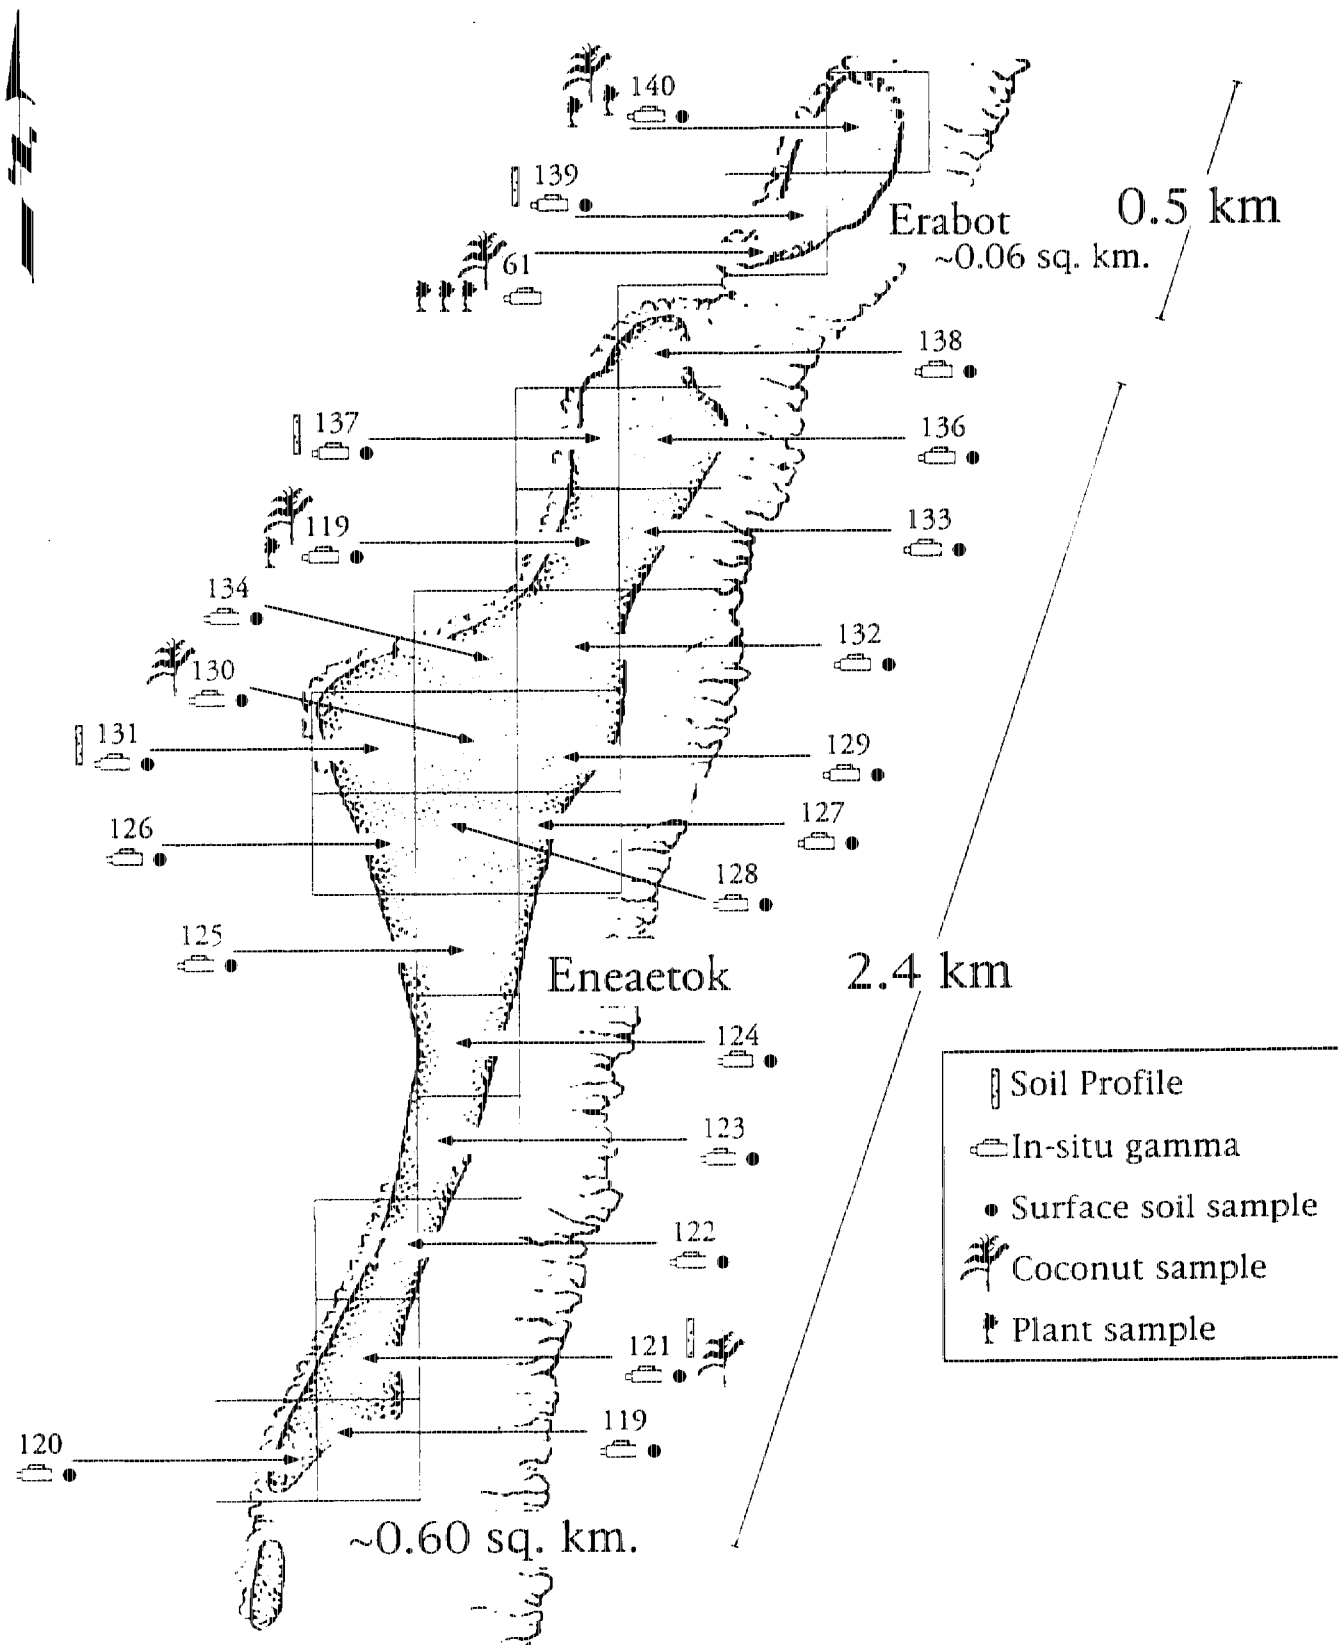 140
139
Erabot
0.5 km
~0.06 sq. km.
61
138
137
136
119
133
134
132
130
131
129
126
127
128
125
Eneaetok
2.4 km
124
Soil Profile
123
In-situ gamma
Surface soil sample
122
Coconut sample
Plant sample
121
119
120
~0.60 sq. km.